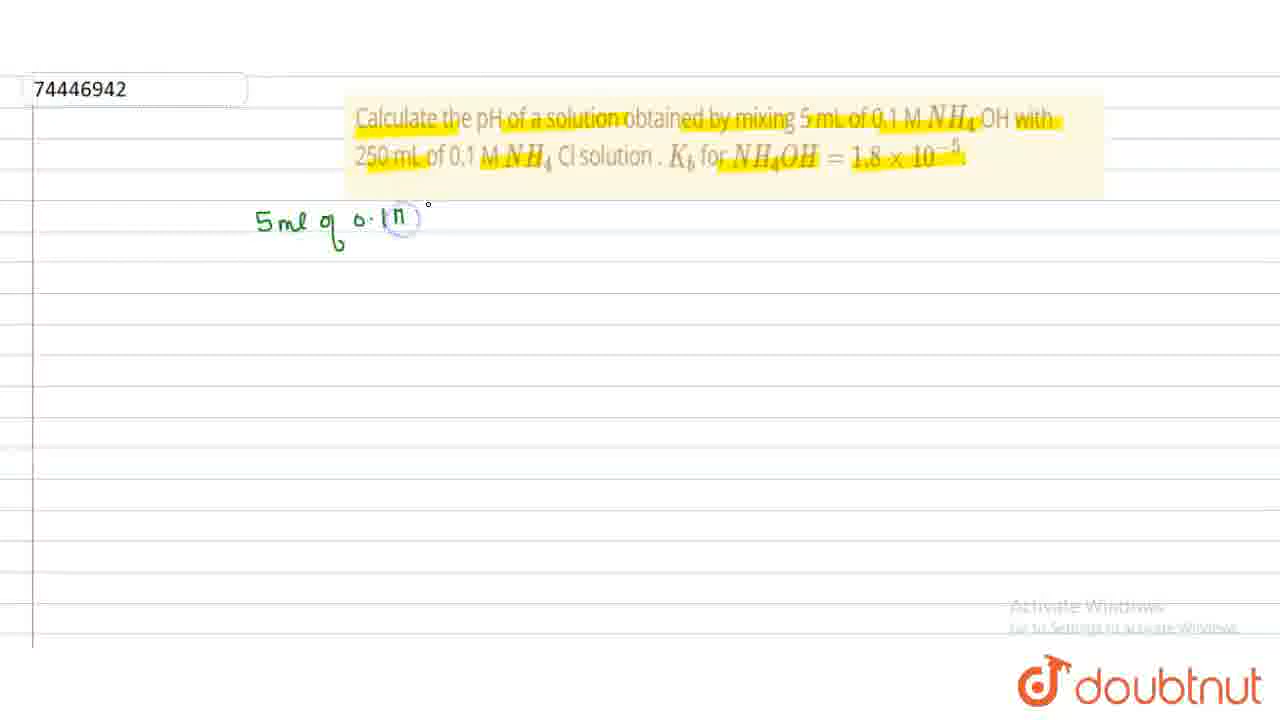 74446942
Calculate the pH of a solution obtained by mixing 5 mL of 0.1 M NH₄ OH with
250 mL of 0.1 M NH₄ Cl solution . K_b for NH₄OH = 1.8 × 10⁻⁵.
5 ml of 0.1 M
Activate Windows
Go to Settings to activate Windows.
doubtnut